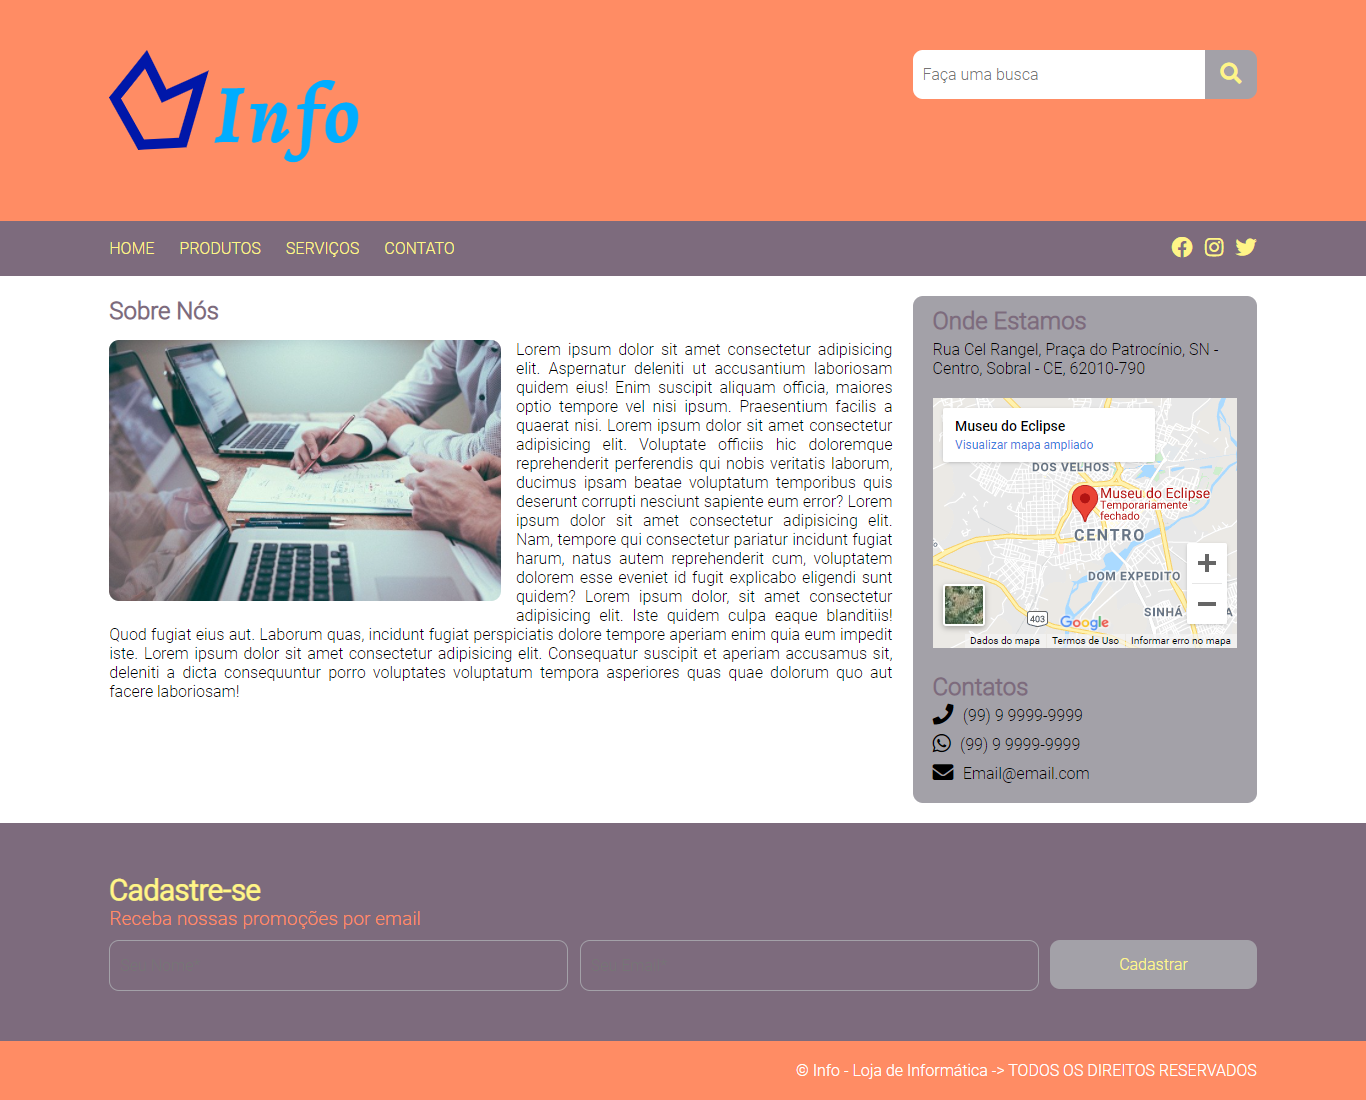 Info
Faça uma busca
HOME PRODUTOS SERVIÇOS CONTATO
Sobre Nós
Lorem ipsum dolor sit amet consectetur adipisicing
elit. Aspernatur deleniti ut accusantium laboriosam
quidem eius! Enim suscipit aliquam officia, maiores
optio tempore vel nisi ipsum. Praesentium facilis a
quaerat nisi. Lorem ipsum dolor sit amet consectetur
adipisicing elit. Voluptate officiis hic doloremque
reprehenderit perferendis qui nobis veritatis laborum,
ducimus ipsam beatae voluptatum temporibus quis
deserunt corrupti nesciunt sapiente eum error? Lorem
ipsum dolor sit amet consectetur adipisicing elit.
Nam, tempore qui consectetur pariatur incidunt fugiat
harum, natus autem reprehenderit cum, voluptatem
dolorem esse eveniet id fugit explicabo eligendi sunt
quidem? Lorem ipsum dolor, sit amet consectetur
adipisicing elit. Iste quidem culpa eaque blanditiis!
Quod fugiat eius aut. Laborum quas, incidunt fugiat perspiciatis dolore tempore aperiam enim quia eum impedit
iste. Lorem ipsum dolor sit amet consectetur adipisicing elit. Consequatur suscipit et aperiam accusamus sit,
deleniti a dicta consequuntur porro voluptates voluptatum tempora asperiores quas quae dolorum quo aut
facere laboriosam!
Onde Estamos
Rua Cel Rangel, Praça do Patrocínio, SN -
Centro, Sobral - CE, 62010-790
Museu do Eclipse
Visualizar mapa ampliado
DOS VELHOS
Museu do Eclipse
Temporariamente
fechado
CENTRO
DOM EXPEDITO
SINHÁ
403
Google
Dados do mapa Termos de Uso Informar erro no mapa
Contatos
(99) 9 9999-9999
(99) 9 9999-9999
Email@email.com
Cadastre-se
Receba nossas promoções por email
Cadastrar
© Info - Loja de Informática -> TODOS OS DIREITOS RESERVADOS